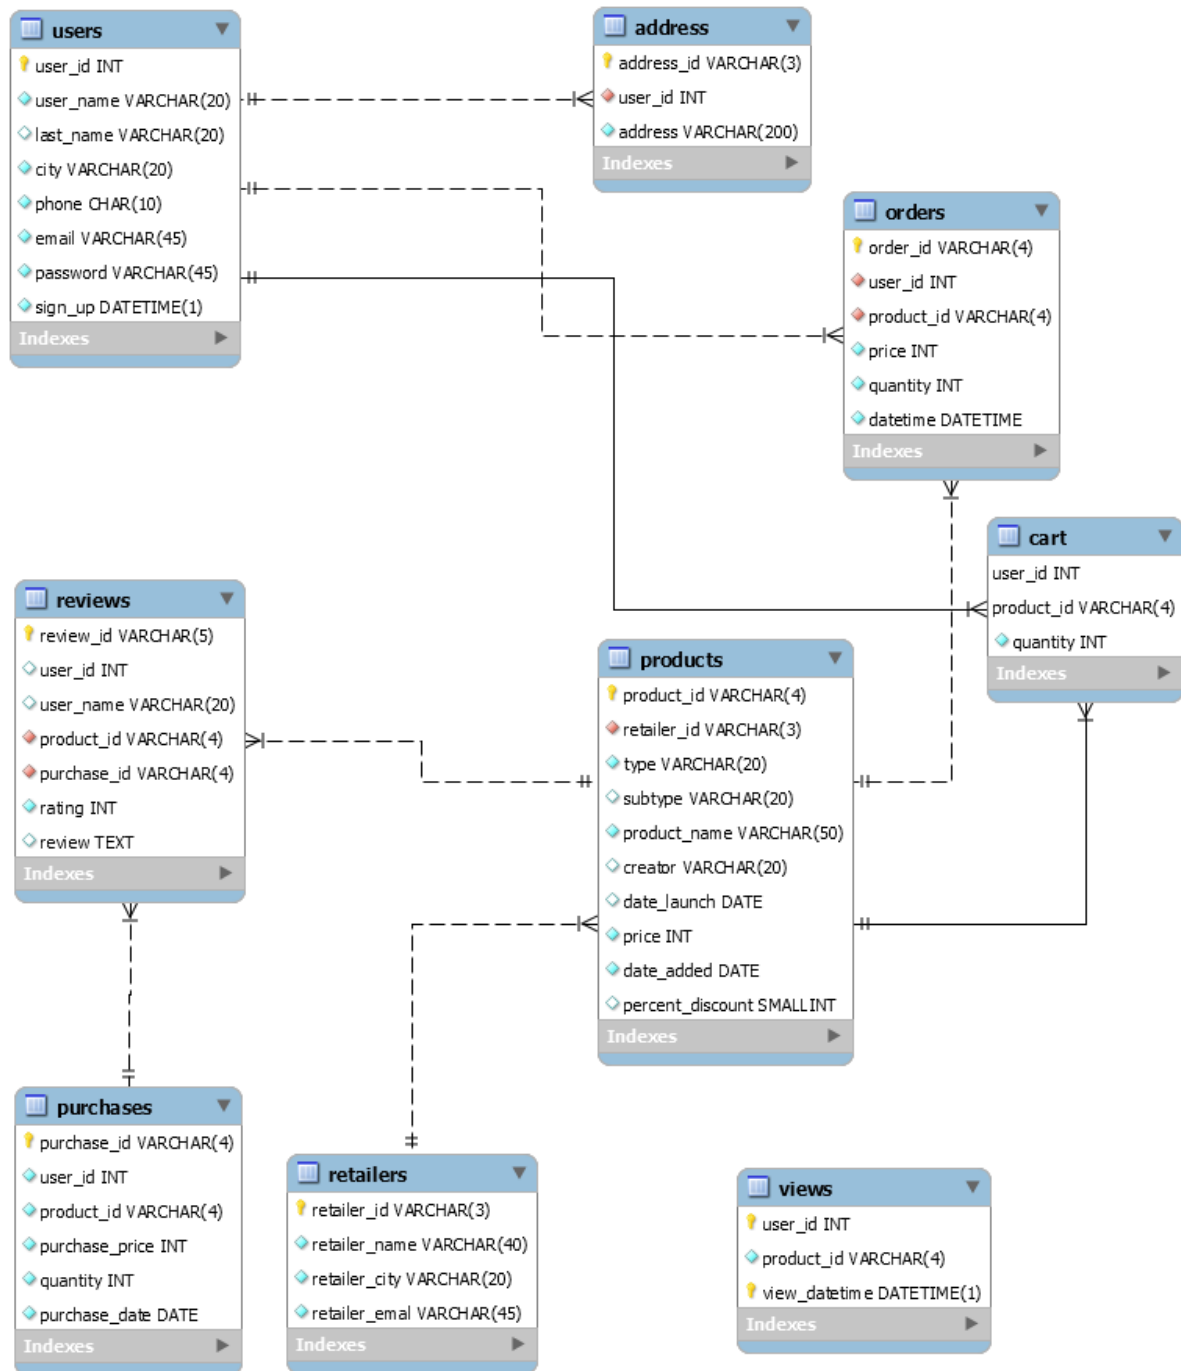 users
user_id INT
user_name VARCHAR(20)
last_name VARCHAR(20)
city VARCHAR(20)
phone CHAR(10)
email VARCHAR(45)
password VARCHAR(45)
sign_up DATETIME(1)
Indexes
address
address_id VARCHAR(3)
user_id INT
address VARCHAR(200)
Indexes
orders
order_id VARCHAR(4)
user_id INT
product_id VARCHAR(4)
price INT
quantity INT
datetime DATETIME
Indexes
cart
user_id INT
product_id VARCHAR(4)
quantity INT
Indexes
reviews
review_id VARCHAR(5)
user_id INT
user_name VARCHAR(20)
product_id VARCHAR(4)
purchase_id VARCHAR(4)
rating INT
review TEXT
Indexes
products
product_id VARCHAR(4)
retailer_id VARCHAR(3)
type VARCHAR(20)
subtype VARCHAR(20)
product_name VARCHAR(50)
creator VARCHAR(20)
date_launch DATE
price INT
date_added DATE
percent_discount SMALLINT
Indexes
purchases
purchase_id VARCHAR(4)
user_id INT
product_id VARCHAR(4)
purchase_price INT
quantity INT
purchase_date DATE
Indexes
retailers
retailer_id VARCHAR(3)
retailer_name VARCHAR(40)
retailer_city VARCHAR(20)
retailer_emal VARCHAR(45)
Indexes
views
user_id INT
product_id VARCHAR(4)
view_datetime DATETIME(1)
Indexes